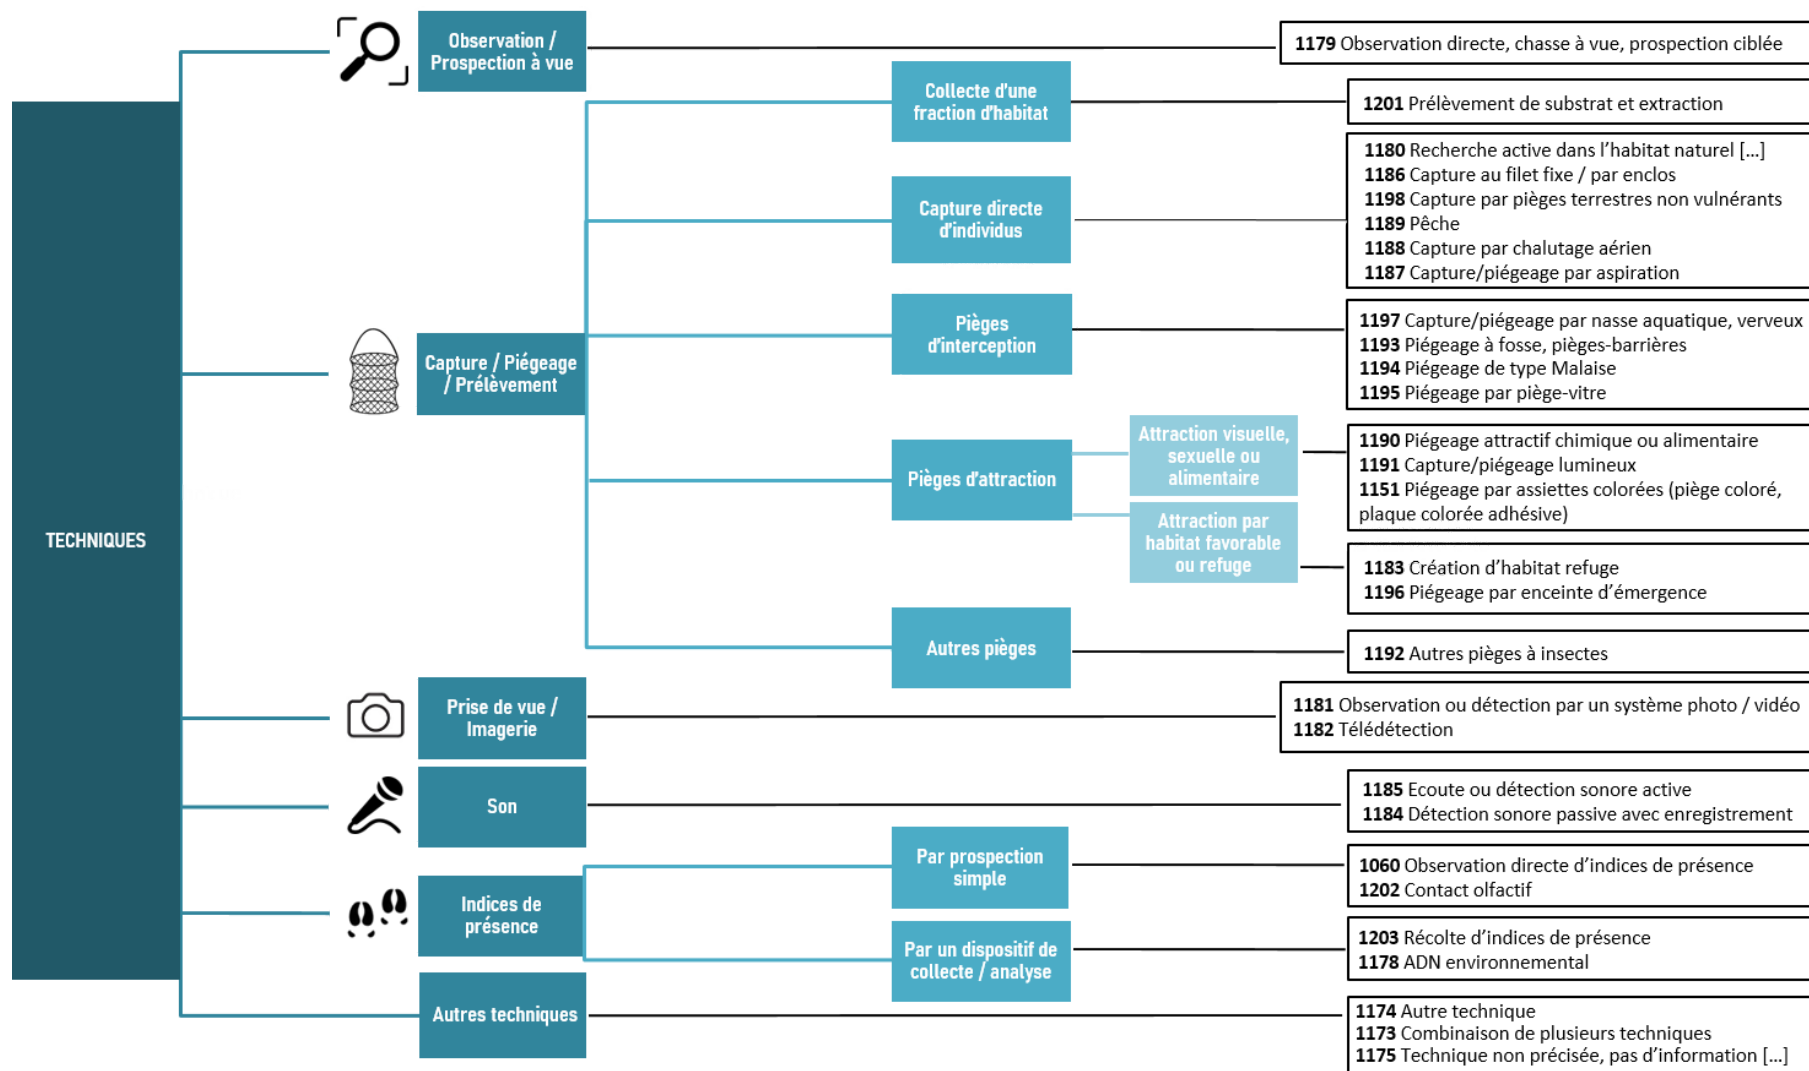 TECHNIQUES
Observation /
Prospection à vue
1179 Observation directe, chasse à vue, prospection ciblée
Capture / Piégeage
/ Prélèvement
Collecte d'une
fraction d'habitat
1201 Prélèvement de substrat et extraction
Capture directe
d'individus
1180 Recherche active dans l'habitat naturel [...]
1186 Capture au filet fixe / par enclos
1198 Capture par pièges terrestres non vulnérants
1189 Pêche
1188 Capture par chalutage aérien
1187 Capture/piégeage par aspiration
Pièges
d'interception
1197 Capture/piégeage par nasse aquatique, verveux
1193 Piégeage à fosse, pièges-barrières
1194 Piégeage de type Malaise
1195 Piégeage par piège-vitre
Pièges d'attraction
Attraction visuelle,
sexuelle ou
alimentaire
1190 Piégeage attractif chimique ou alimentaire
1191 Capture/piégeage lumineux
1151 Piégeage par assiettes colorées (piège coloré,
plaque colorée adhésive)
Attraction par
habitat favorable
ou refuge
1183 Création d'habitat refuge
1196 Piégeage par enceinte d'émergence
Autres pièges
1192 Autres pièges à insectes
Prise de vue /
Imagerie
1181 Observation ou détection par un système photo / vidéo
1182 Télédétection
Son
1185 Ecoute ou détection sonore active
1184 Détection sonore passive avec enregistrement
Indices de
présence
Par prospection
simple
1060 Observation directe d'indices de présence
1202 Contact olfactif
Par un dispositif de
collecte / analyse
1203 Récolte d'indices de présence
1178 ADN environnemental
Autres techniques
1174 Autre technique
1173 Combinaison de plusieurs techniques
1175 Technique non précisée, pas d'information [...]